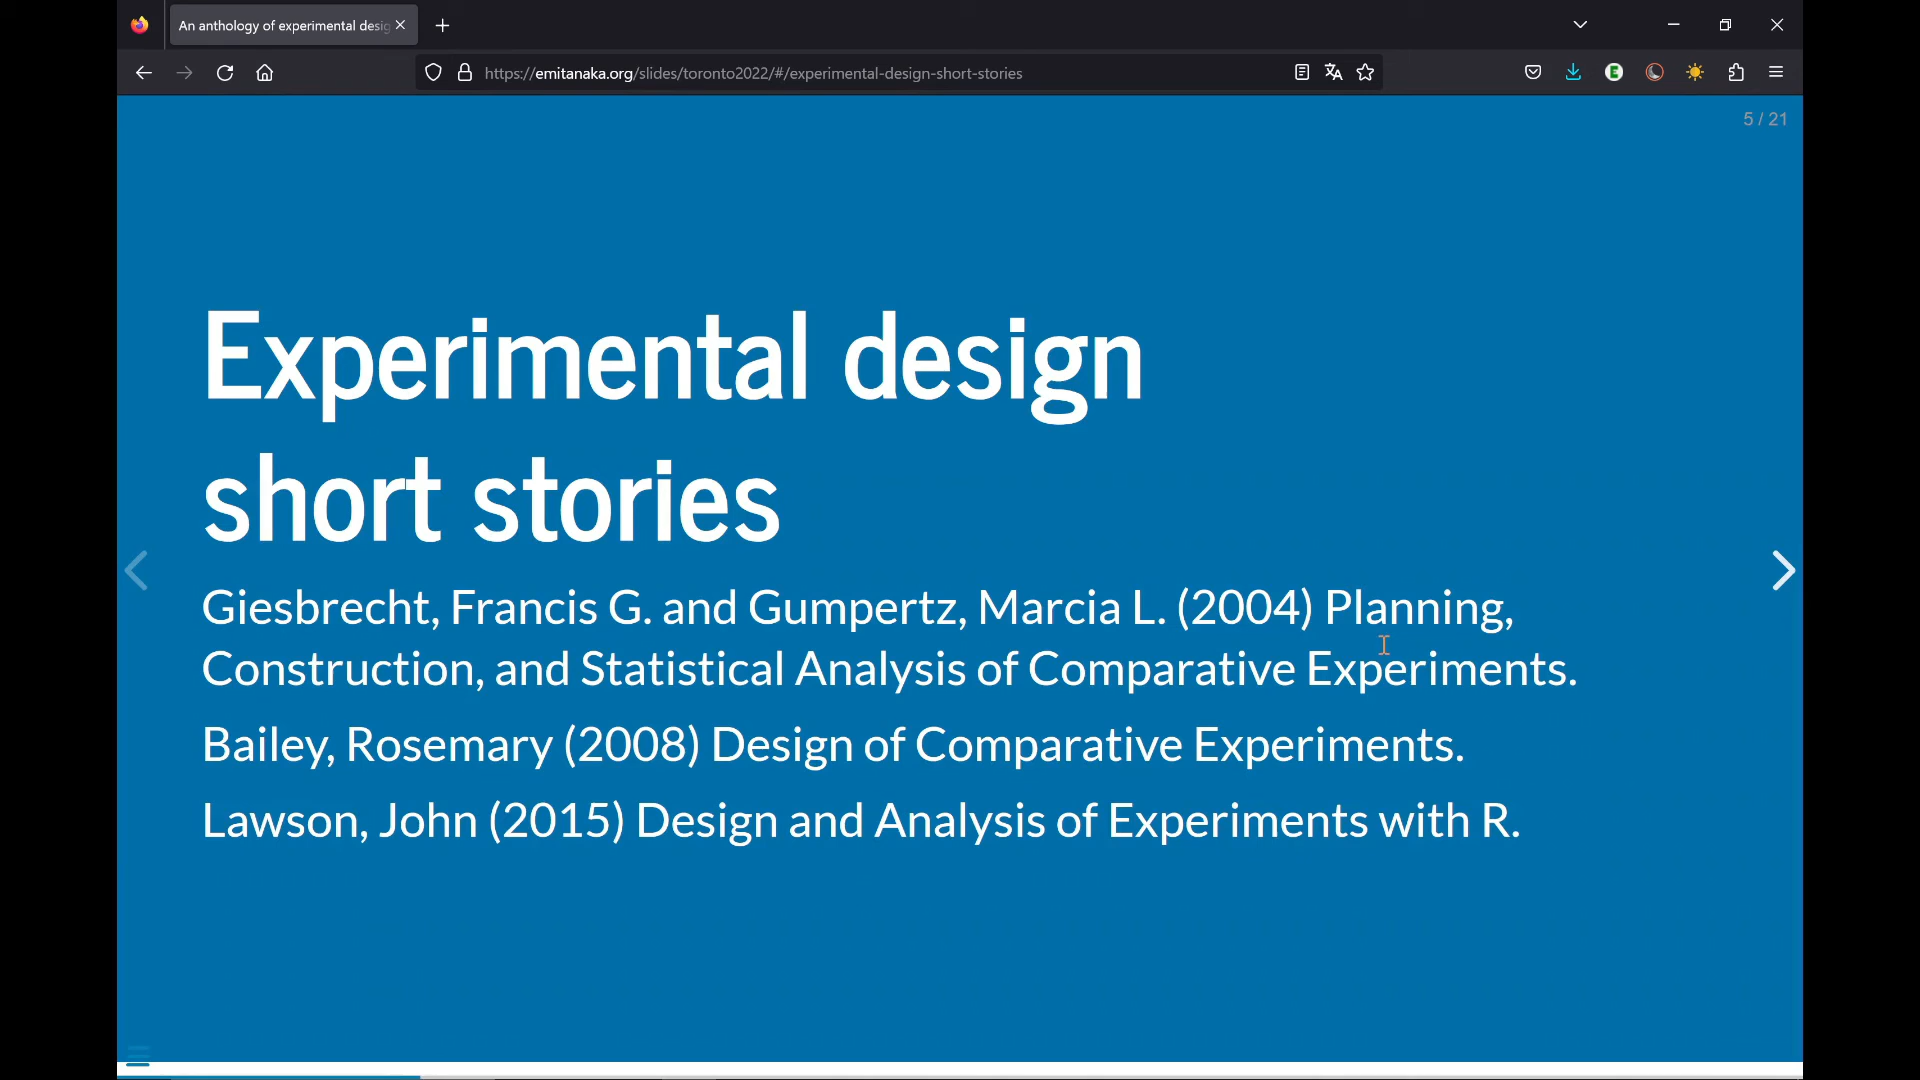 An anthology of experimental desig
https://emitanaka.org/slides/toronto2022/#/experimental-design-short-stories
5 / 21
Experimental design
short stories
Giesbrecht, Francis G. and Gumpertz, Marcia L. (2004) Planning,
Construction, and Statistical Analysis of Comparative Experiments.
Bailey, Rosemary (2008) Design of Comparative Experiments.
Lawson, John (2015) Design and Analysis of Experiments with R.